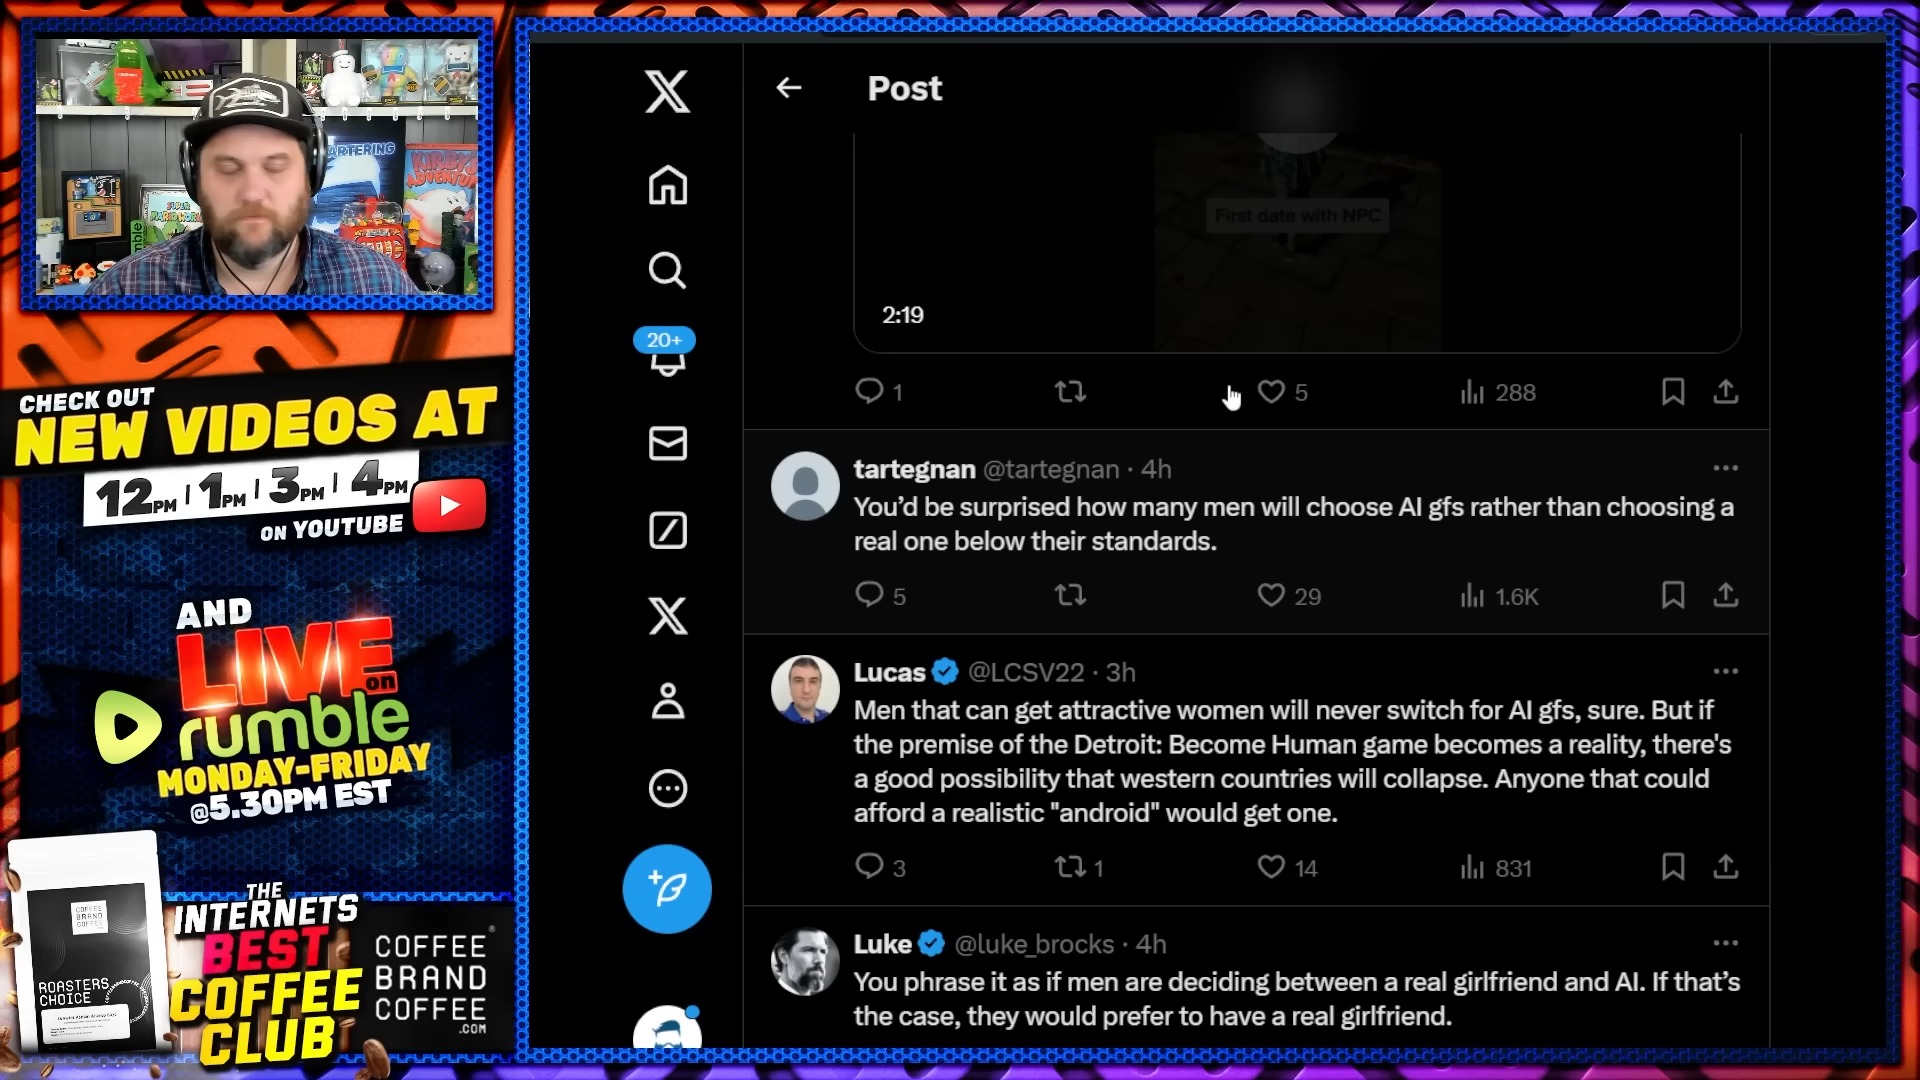 ARTERING
KIRBY'S
ADVENTURE
SUPER
MARIO WORLD
CHECK OUT
NEW VIDEOS AT
12PM | 1PM | 3PM | 4PM
ON YOUTUBE
AND
LIVE
on
rumble
MONDAY-FRIDAY
@5.30PM EST
COFFEE
BRAND
COFFEE
ROASTERS
CHOICE
THE
INTERNETS
BEST
COFFEE
CLUB
COFFEE
BRAND
COFFEE
.COM
20+
Post
First date with NPC
2:19
1 5 288
tartegnan @tartegnan · 4h
You’d be surprised how many men will choose AI gfs rather than choosing a
real one below their standards.
5 29 1.6K
Lucas @LCSV22 · 3h
Men that can get attractive women will never switch for AI gfs, sure. But if
the premise of the Detroit: Become Human game becomes a reality, there's
a good possibility that western countries will collapse. Anyone that could
afford a realistic "android" would get one.
3 1 14 831
Luke @luke_brocks · 4h
You phrase it as if men are deciding between a real girlfriend and AI. If that’s
the case, they would prefer to have a real girlfriend.